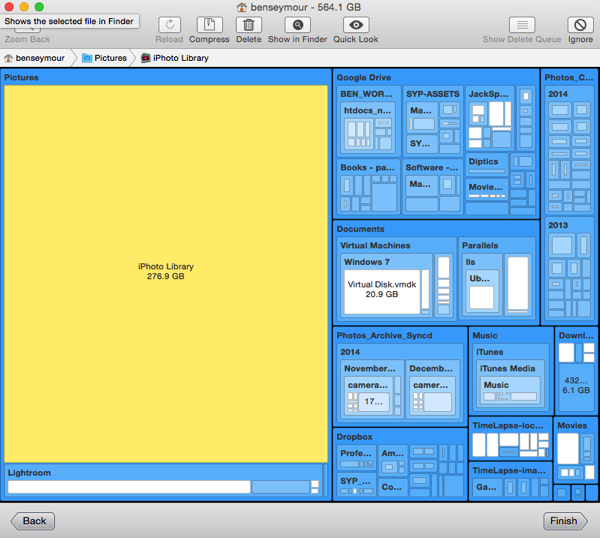 benseymour - 564.1 GB
Shows the selected file in Finder
Zoom Back
Reload
Compress
Delete
Show in Finder
Quick Look
Show Delete Queue
Ignore
benseymour
Pictures
iPhoto Library
Pictures
iPhoto Library
276.9 GB
Lightroom
Google Drive
BEN_WOR...
htdocs_n...
SYP-ASSETS
Ma...
SY...
JackSp...
Books - pa...
Software -...
Ma...
Diptics
Movie...
Photos_C...
2014
2013
Documents
Virtual Machines
Windows 7
Virtual Disk.vmdk
20.9 GB
Parallels
Ub...
Photos_Archive_Syncd
2014
November...
camera...
17...
Decemb...
camer...
Music
iTunes
iTunes Media
Music
Downl...
432...
6.1 GB
Dropbox
Profe...
SYP_...
Am...
Co...
TimeLapse-loc...
TimeLapse-ima...
Ga...
Movies
Back
Finish